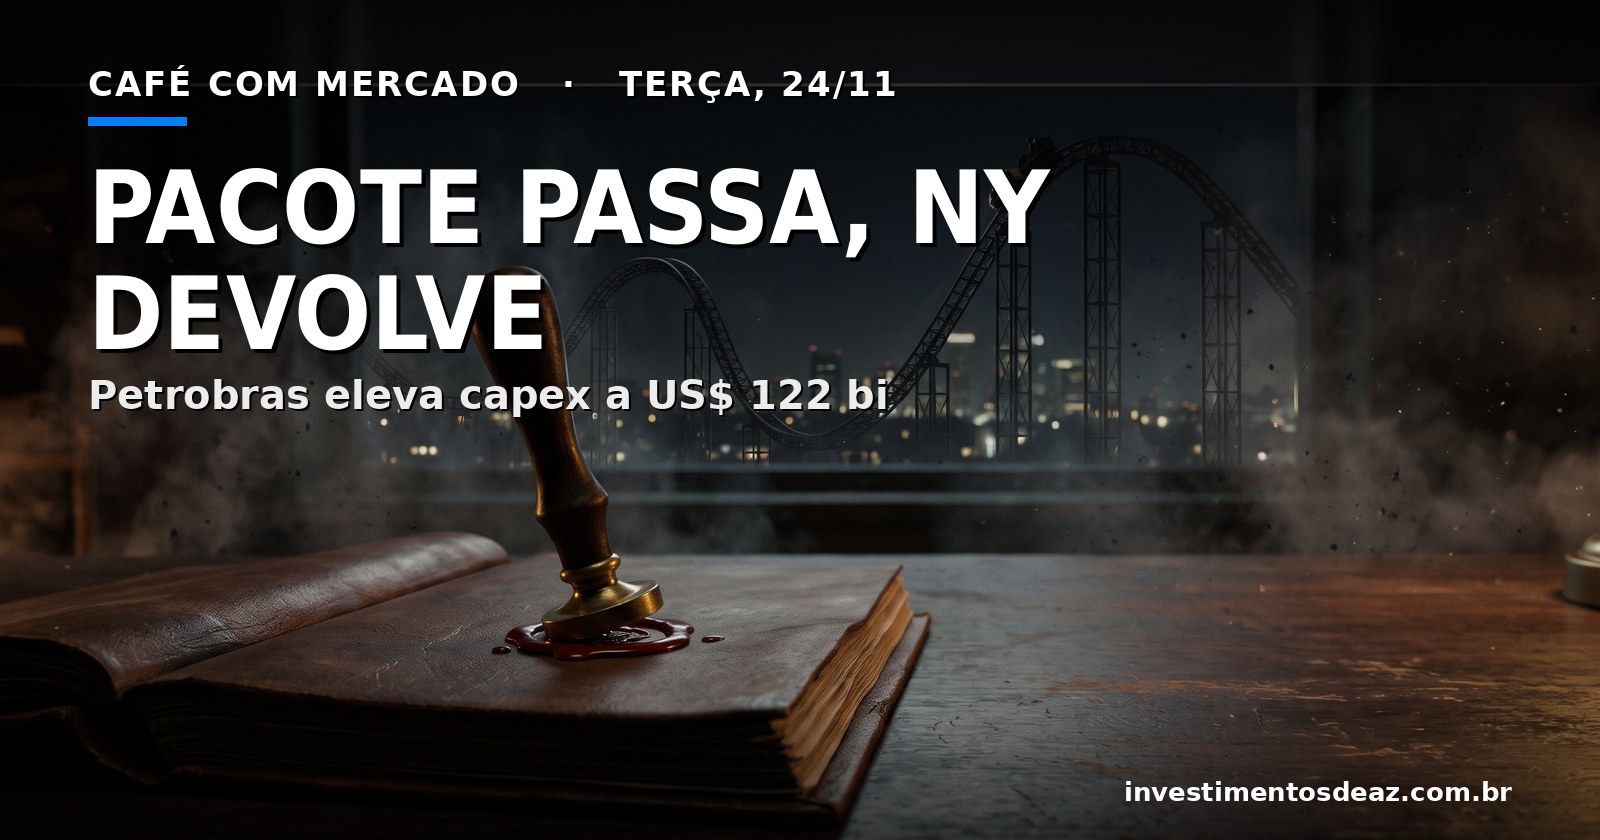 CAFÉ COM MERCADO · TERÇA, 24/11
PACOTE PASSA, NY
DEVOLVE
Petrobras eleva capex a US$ 122 bi
investimentosdeaz.com.br